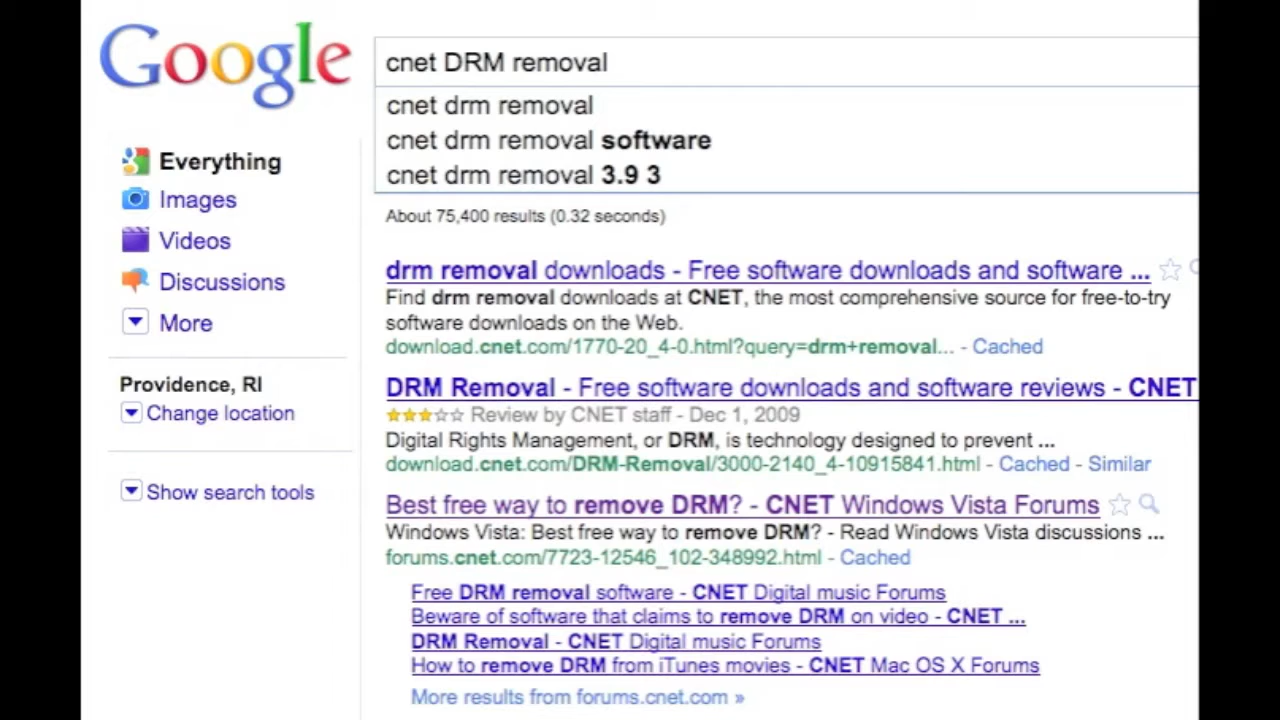 Google
cnet DRM removal
cnet drm removal
cnet drm removal software
cnet drm removal 3.9 3
Everything
Images
Videos
Discussions
More
Providence, RI
Change location
Show search tools
About 75,400 results (0.32 seconds)
drm removal downloads - Free software downloads and software ...
Find drm removal downloads at CNET, the most comprehensive source for free-to-try
software downloads on the Web.
download.cnet.com/1770-20_4-0.html?query=drm+removal... - Cached
DRM Removal - Free software downloads and software reviews - CNET
Review by CNET staff - Dec 1, 2009
Digital Rights Management, or DRM, is technology designed to prevent ...
download.cnet.com/DRM-Removal/3000-2140_4-10915841.html - Cached - Similar
Best free way to remove DRM? - CNET Windows Vista Forums
Windows Vista: Best free way to remove DRM? - Read Windows Vista discussions ...
forums.cnet.com/7723-12546_102-348992.html - Cached
Free DRM removal software - CNET Digital music Forums
Beware of software that claims to remove DRM on video - CNET ...
DRM Removal - CNET Digital music Forums
How to remove DRM from iTunes movies - CNET Mac OS X Forums
More results from forums.cnet.com »